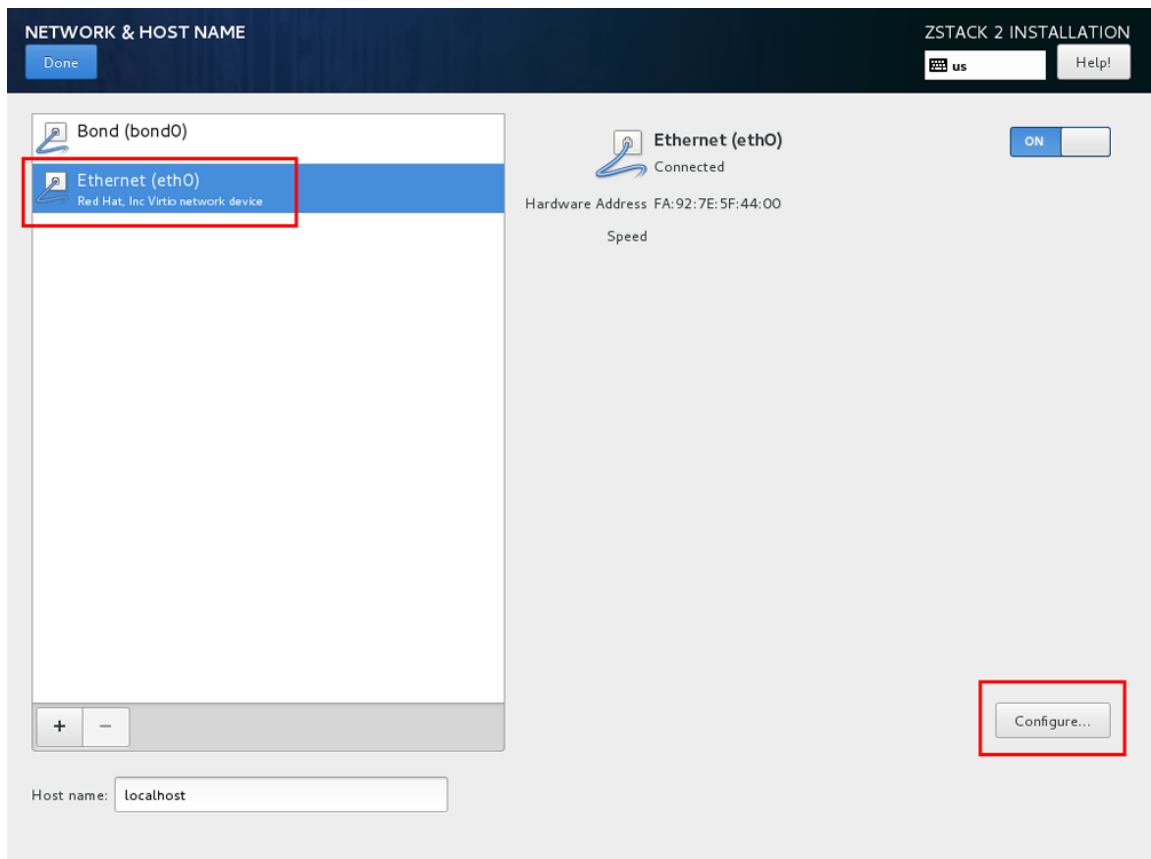 NETWORK & HOST NAME
ZSTACK 2 INSTALLATION
Done
us
Help!
Bond (bond0)
Ethernet (eth0)
Red Hat, Inc Virtio network device
Ethernet (eth0)
Connected
ON
Hardware Address FA:92:7E:5F:44:00
Speed
+ −
Configure...
Host name: localhost